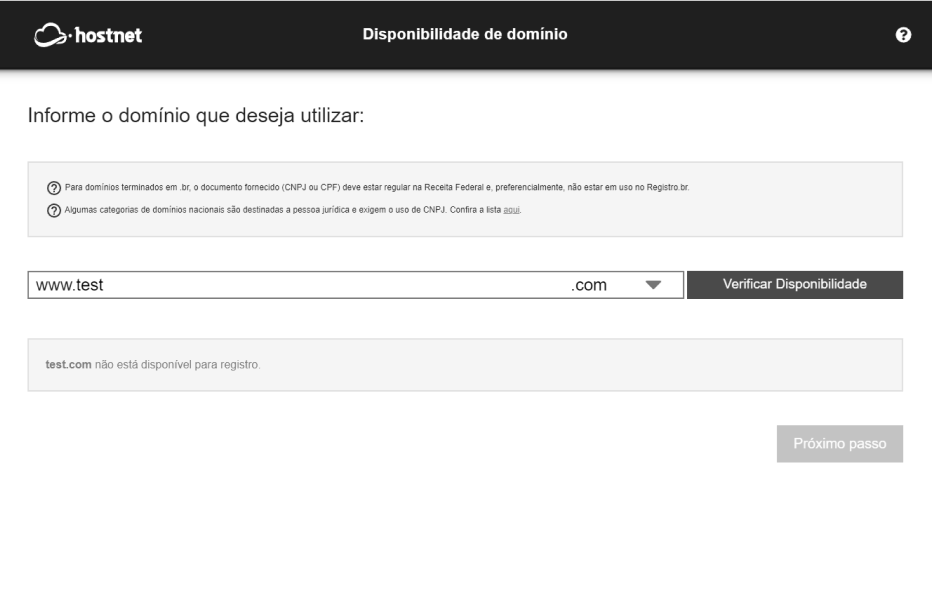 hostnet
Disponibilidade de domínio
Informe o domínio que deseja utilizar:
Para domínios terminados em .br, o documento fornecido (CNPJ ou CPF) deve estar regular na Receita Federal e, preferencialmente, não estar em uso no Registro.br.
Algumas categorias de domínios nacionais são destinadas a pessoa jurídica e exigem o uso de CNPJ. Confira a lista aqui.
www.test .com Verificar Disponibilidade
test.com não está disponível para registro.
Próximo passo